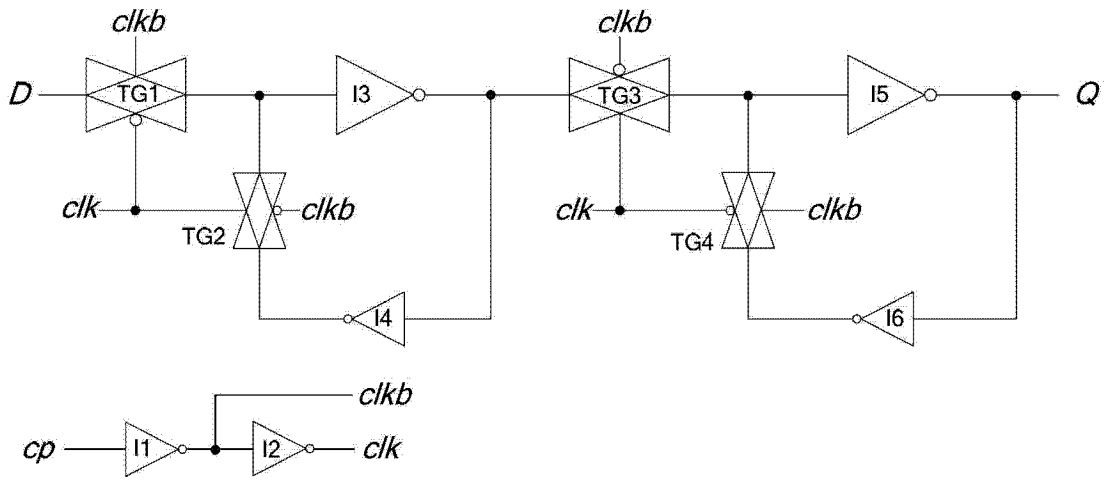 clkb clkb
D TG1 I3 TG3 I5 Q
clk clkb clk clkb
TG2 TG4
I4 I6
clkb
cp I1 I2 clk